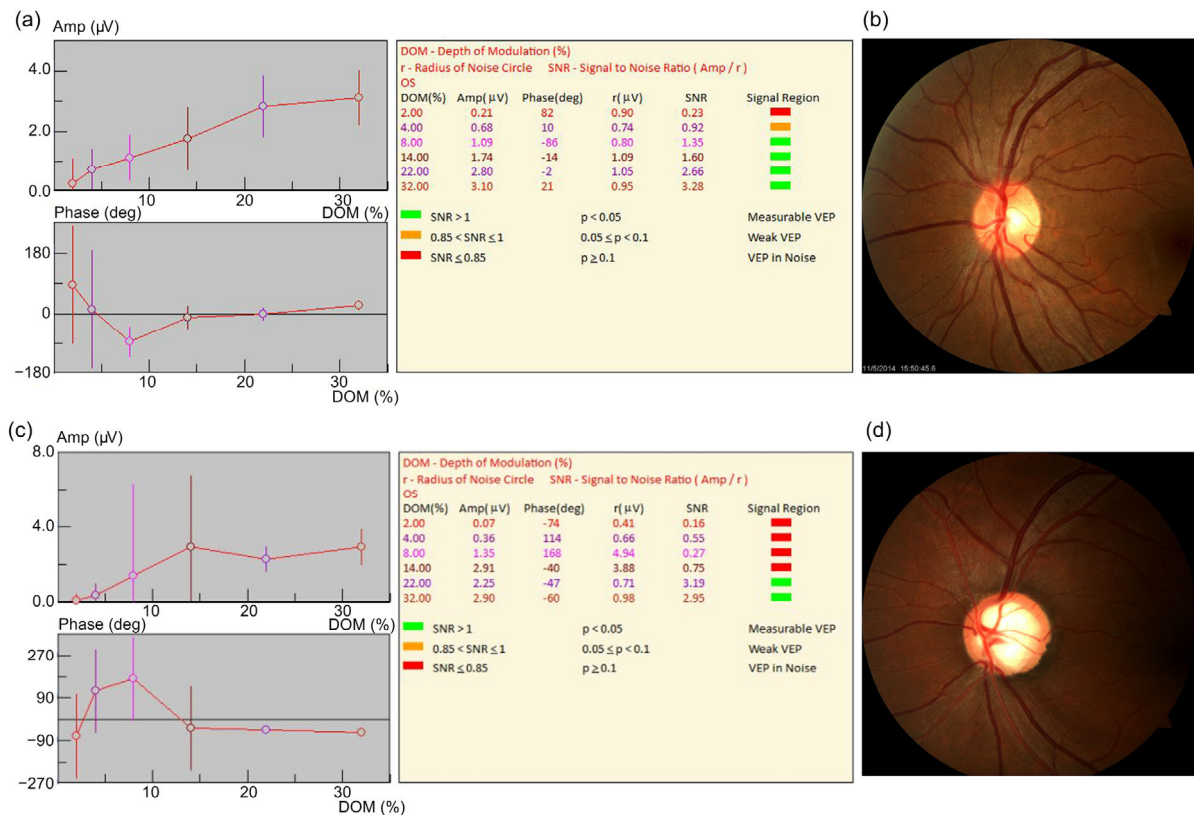 (a)
Amp (µV)
4.0
2.0
0.0
10
20
30
DOM (%)
Phase (deg)
180
0
−180
10
20
30
DOM (%)
DOM - Depth of Modulation (%)
r - Radius of Noise Circle SNR - Signal to Noise Ratio ( Amp / r )
OS
DOM(%) Amp( µV) Phase(deg) r( µV) SNR Signal Region
2.00 0.21 82 0.90 0.23
4.00 0.68 10 0.74 0.92
8.00 1.09 -86 0.80 1.35
14.00 1.74 -14 1.09 1.60
22.00 2.80 -2 1.05 2.66
32.00 3.10 21 0.95 3.28
SNR > 1 p < 0.05 Measurable VEP
0.85 < SNR ≤ 1 0.05 ≤ p < 0.1 Weak VEP
SNR ≤ 0.85 p ≥ 0.1 VEP in Noise
(b)
11/5/2014 15:50:45.6
(c)
Amp (µV)
8.0
4.0
0.0
10
20
30
DOM (%)
Phase (deg)
270
90
−90
−270
10
20
30
DOM (%)
DOM - Depth of Modulation (%)
r - Radius of Noise Circle SNR - Signal to Noise Ratio ( Amp / r )
OS
DOM(%) Amp( µV) Phase(deg) r( µV) SNR Signal Region
2.00 0.07 -74 0.41 0.16
4.00 0.36 114 0.66 0.55
8.00 1.35 168 4.94 0.27
14.00 2.91 -40 3.88 0.75
22.00 2.25 -47 0.71 3.19
32.00 2.90 -60 0.98 2.95
SNR > 1 p < 0.05 Measurable VEP
0.85 < SNR ≤ 1 0.05 ≤ p < 0.1 Weak VEP
SNR ≤ 0.85 p ≥ 0.1 VEP in Noise
(d)